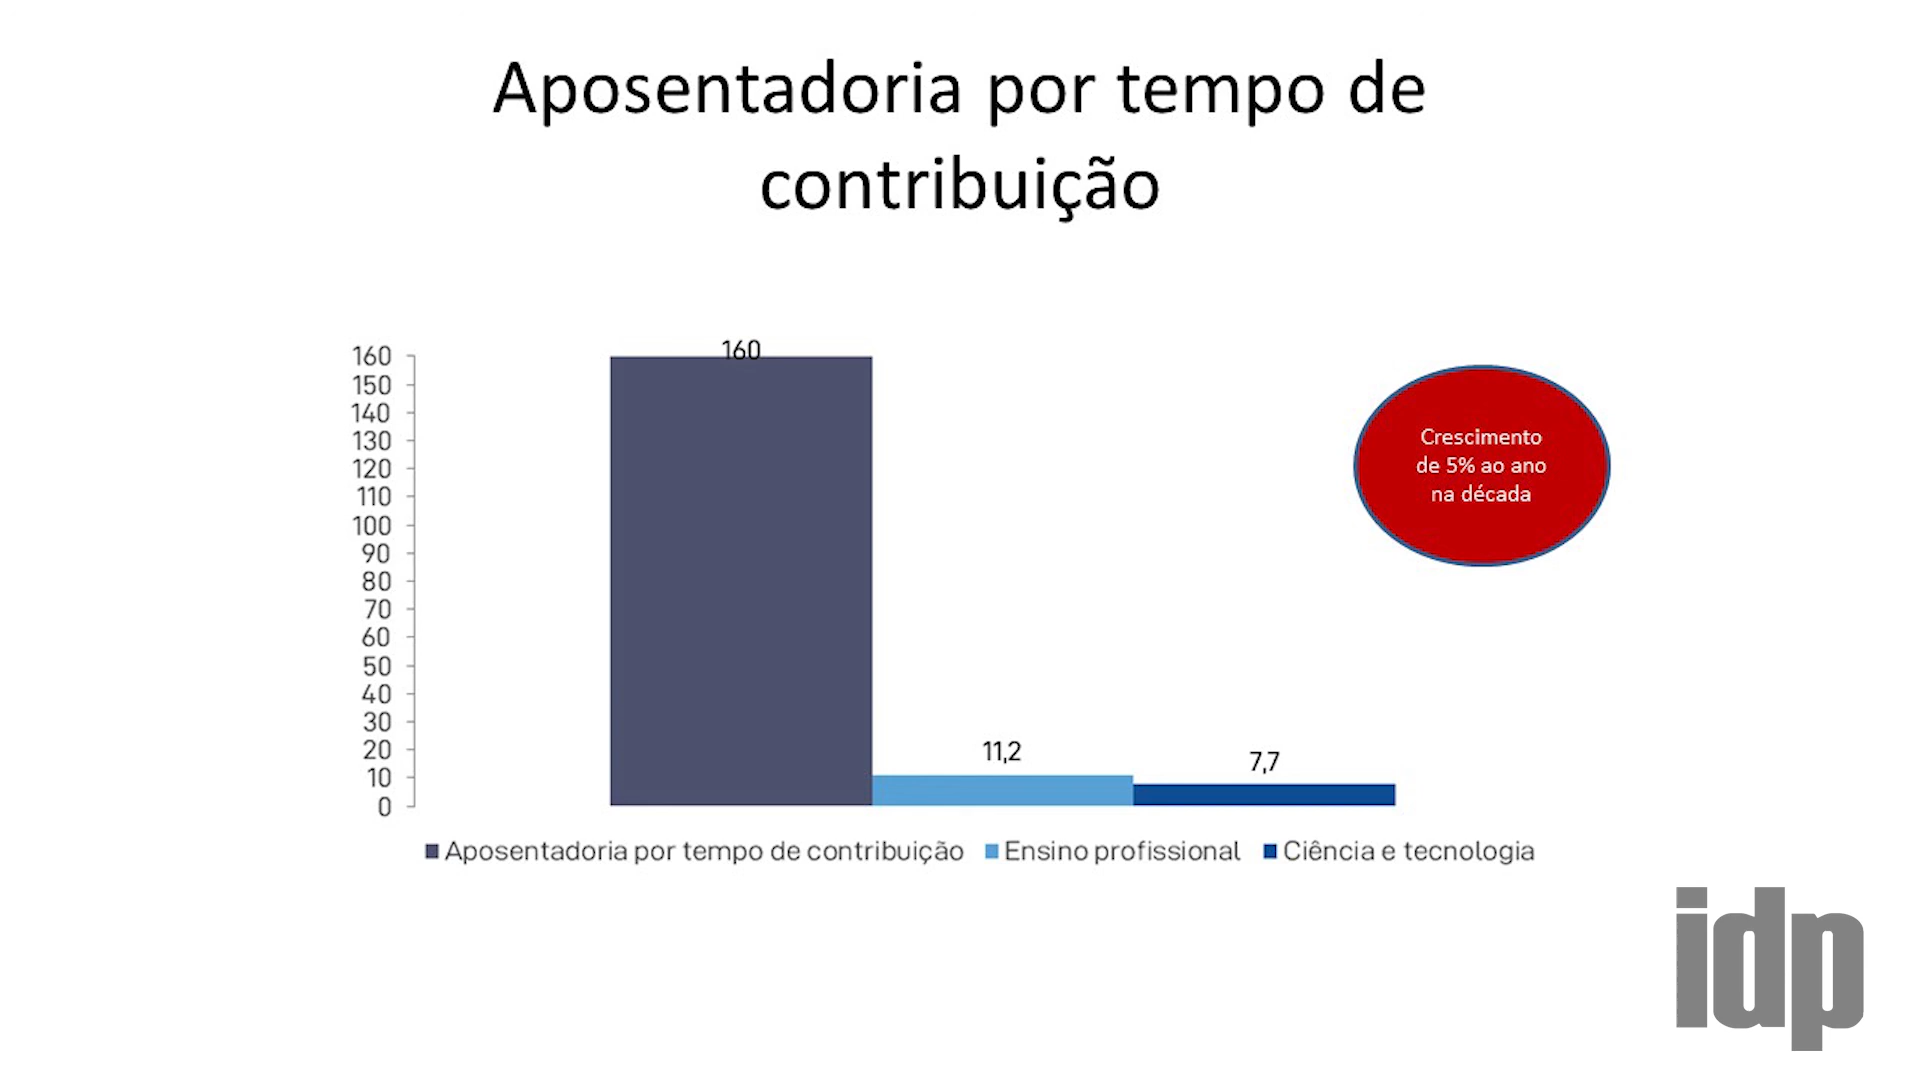 Aposentadoria por tempo de
contribuição
160
160
150
140
130
120
110
100
90
80
70
60
50
40
30
20
10
0
11,2
7,7
Crescimento
de 5% ao ano
na década
Aposentadoria por tempo de contribuição Ensino profissional Ciência e tecnologia
idp